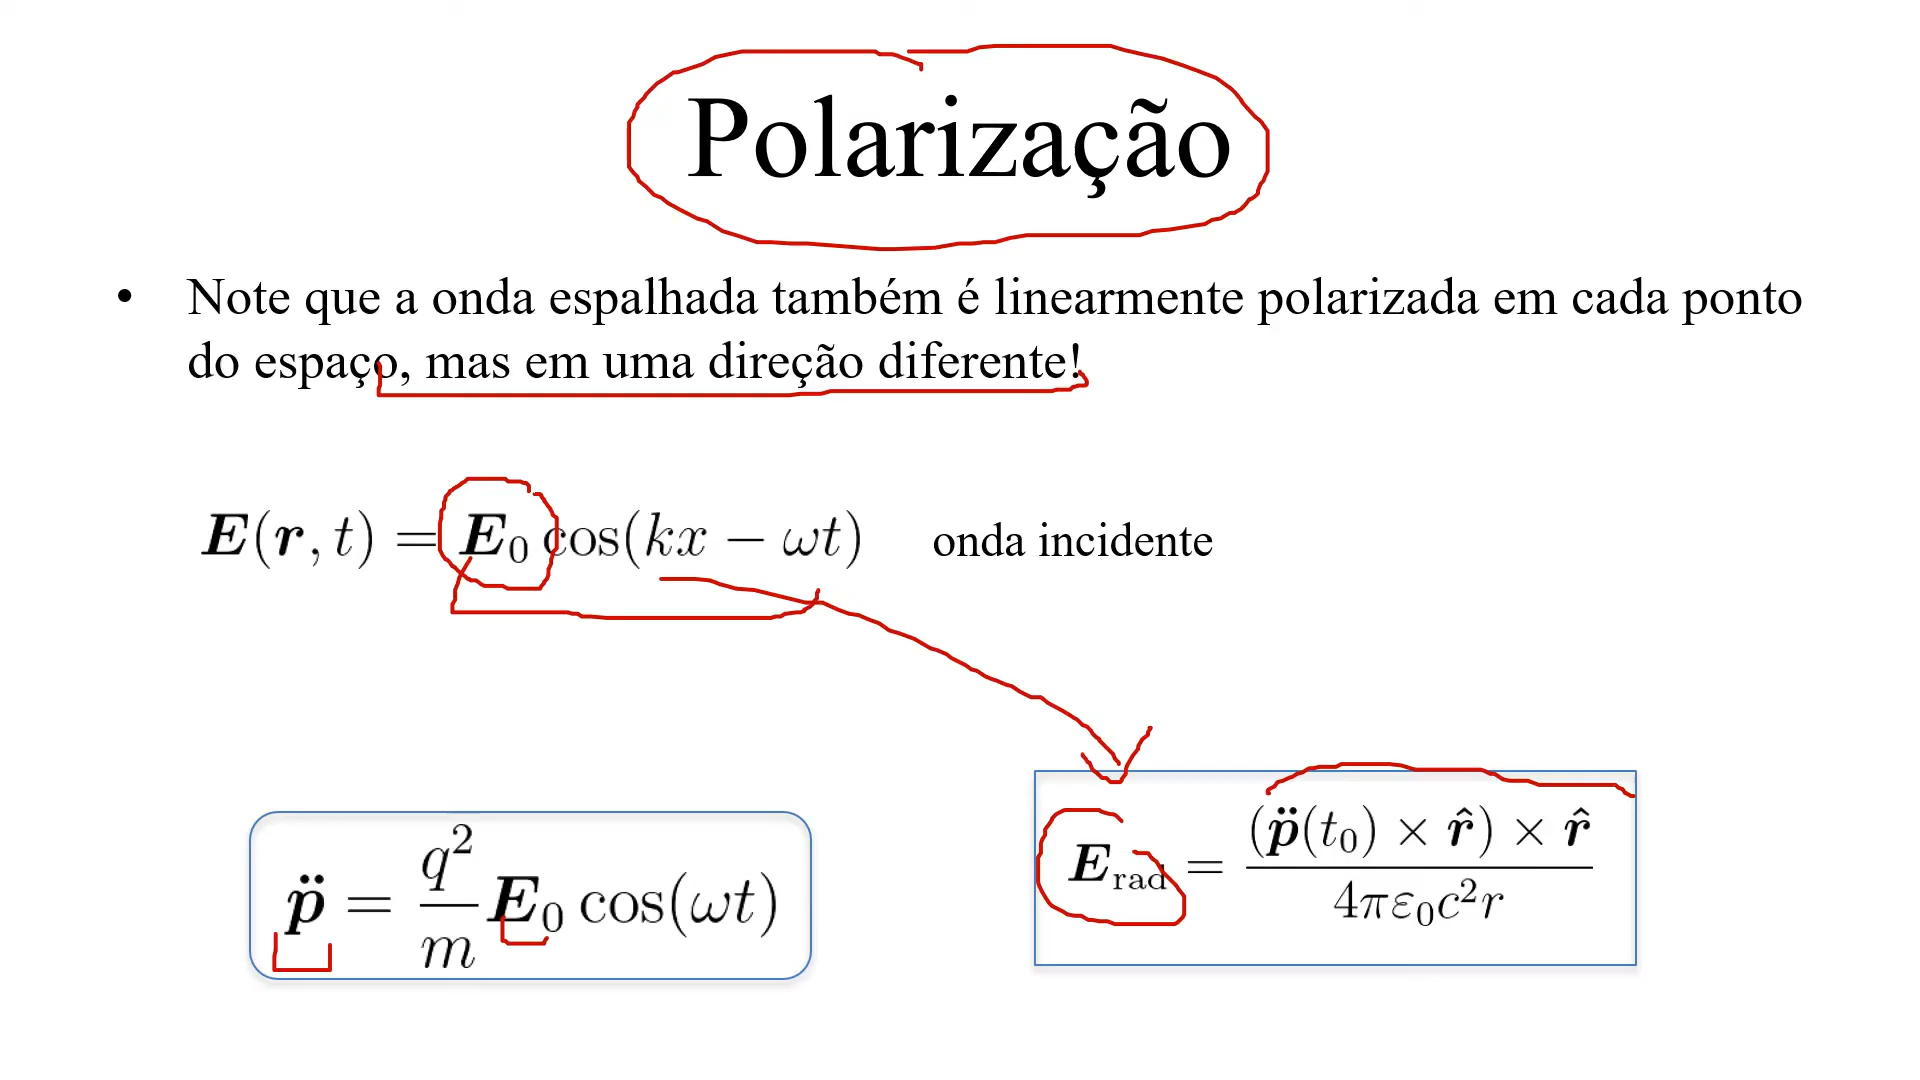 Polarização
• Note que a onda espalhada também é linearmente polarizada em cada ponto
do espaço, mas em uma direção diferente!
E(r, t) = E₀ cos(kx − ωt) onda incidente
p̈ = q²/m E₀ cos(ωt)
E_rad = (p̈(t₀) × r̂) × r̂ / 4πε₀c²r